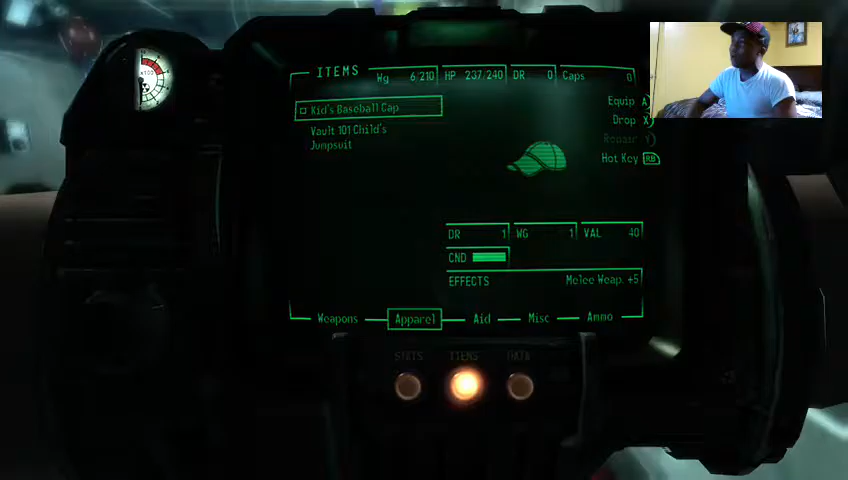 ITEMS
Wg 6/210
HP 237/240
DR 0
Caps 0
Kid's Baseball Cap
Vault 101 Child's
Jumpsuit
Equip A)
Drop X)
Repair Y)
Hot Key RB
DR 1
WG 1
VAL 40
CND
EFFECTS Melee Weap. +5
Weapons
Apparel
Aid
Misc
Ammo
STATS
ITEMS
DATA
x100